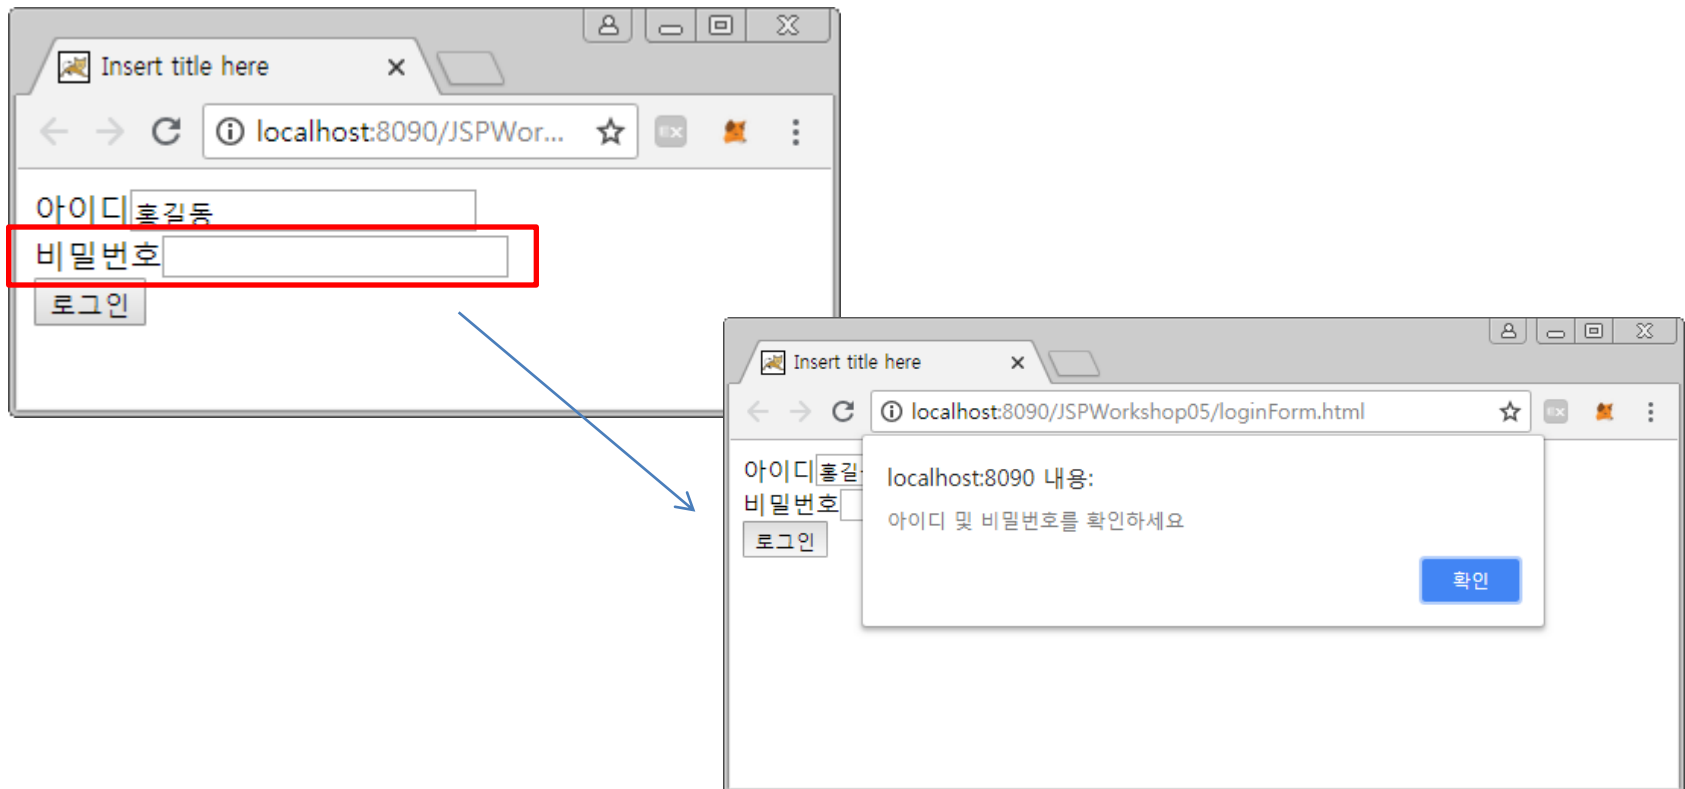 Insert title here
localhost:8090/JSPWor...
아이디 홍길동
비밀번호
로그인
Insert title here
localhost:8090/JSPWorkshop05/loginForm.html
아이디 홍길
비밀번호
로그인
localhost:8090 내용:
아이디 및 비밀번호를 확인하세요
확인